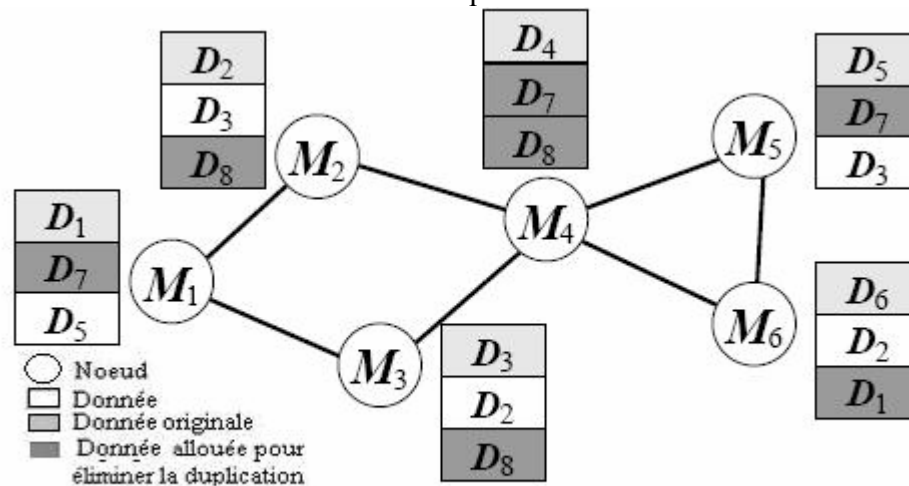 D2
D3
D8
M2
D4
D7
D8
M4
D5
D7
D3
M5
D1
D7
D5
M1
M3
D3
D2
D8
M6
D6
D2
D1
Noeud
Donnée
Donnée originale
Donnée allouée pour
éliminer la duplication